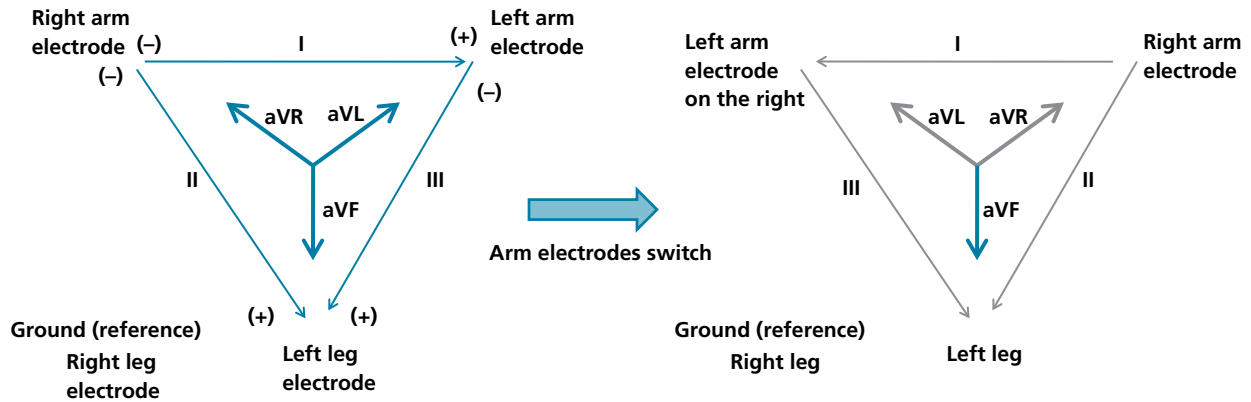 Right arm
electrode
(–)
(–)
I
(+)
Left arm
electrode
(–)
aVR
aVL
II
III
aVF
(+)
(+)
Ground (reference)
Right leg
electrode
Left leg
electrode
Arm electrodes switch
Left arm
electrode
on the right
I
Right arm
electrode
aVL
aVR
III
II
aVF
Ground (reference)
Right leg
Left leg